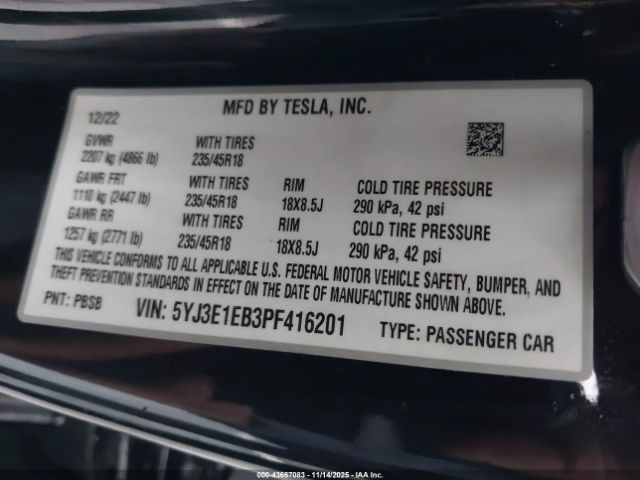 MFD BY TESLA, INC.
12/22
GVWR WITH TIRES
2207 kg (4866 lb) 235/45R18
GAWR FRT WITH TIRES RIM COLD TIRE PRESSURE
1110 kg (2447 lb) 235/45R18 18X8.5J 290 kPa, 42 psi
GAWR RR WITH TIRES RIM COLD TIRE PRESSURE
1257 kg (2771 lb) 235/45R18 18X8.5J 290 kPa, 42 psi
THIS VEHICLE CONFORMS TO ALL APPLICABLE U.S. FEDERAL MOTOR VEHICLE SAFETY, BUMPER, AND
THEFT PREVENTION STANDARDS IN EFFECT ON THE DATE OF MANUFACTURE SHOWN ABOVE.
PNT: PBSB VIN: 5YJ3E1EB3PF416201 TYPE: PASSENGER CAR
000-43667083 - 11/14/2025 - IAA Inc.